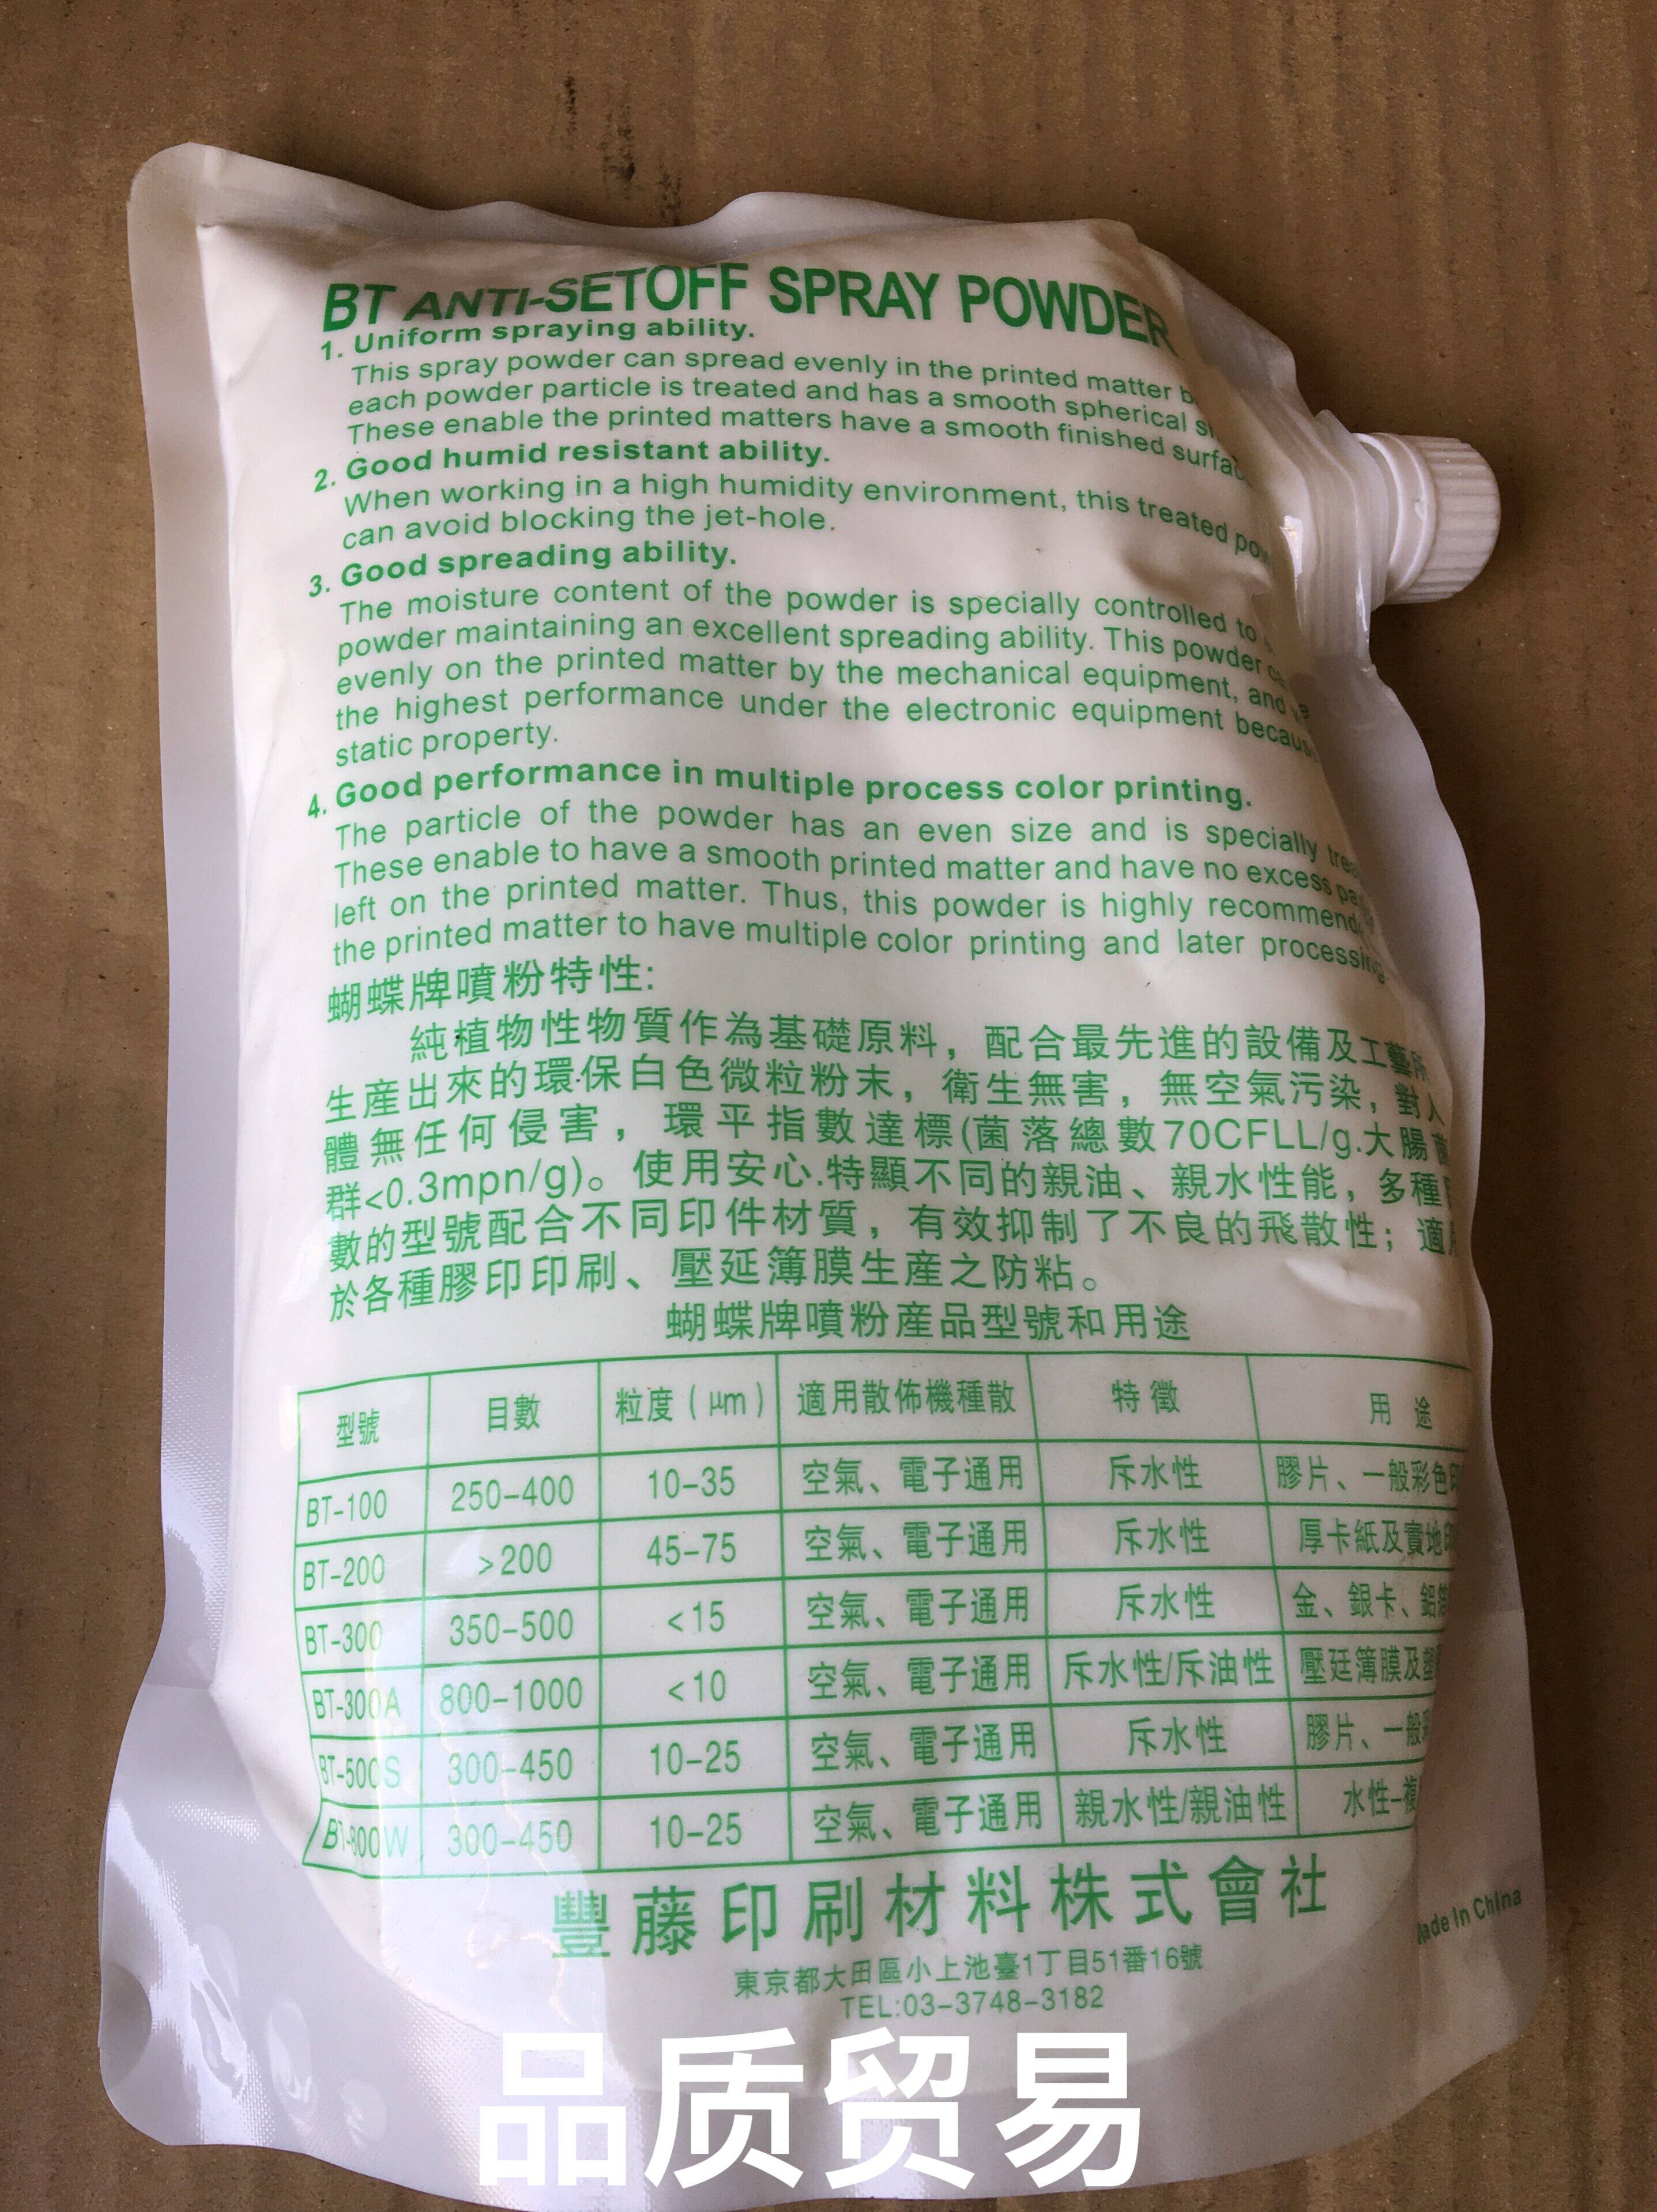 BT ANTI-SETOFF SPRAY POWDER
1. Uniform spraying ability.
This spray powder can spread evenly in the printed matter
each powder particle is treated and has a smooth spherical
These enable the printed matters have a smooth finished
2. Good humid resistant ability.
When working in a high humidity environment, this treated
can avoid blocking the jet-hole.
3. Good spreading ability.
The moisture content of the powder is specially controlled to
powder maintaining an excellent spreading ability. This powder
evenly on the printed matter by the mechanical equipment, and
the highest performance under the electronic equipment
static property.
4. Good performance in multiple process color printing.
The particle of the powder has an even size and is specially
These enable to have a smooth printed matter and have no excess
left on the printed matter. Thus, this powder is highly
the printed matter to have multiple color printing and later processing
蝴蝶牌噴粉特性:
純植物性物質作為基礎原料，配合最先進的設備及工藝所
生産出來的環保白色微粒粉末，衛生無害，無空氣污染，對人
體無任何侵害，環平指數達標(菌落總數70CFLL/g.大腸菌
群<0.3mpn/g)。使用安心.特顯不同的親油、親水性能，多種
數的型號配合不同印件材質，有效抑制了不良的飛散性；適用
於各種膠印印刷、壓延簿膜生産之防粘。
蝴蝶牌噴粉産品型號和用途
型號 目數 粒度（μm） 適用散佈機種散 特徵 用途
BT-100 250-400 10-35 空氣、電子通用 斥水性 膠片、一般彩色印
BT-200 >200 45-75 空氣、電子通用 斥水性 厚卡紙及實地印
BT-300 350-500 <15 空氣、電子通用 斥水性 金、銀卡、鋁箔
BT-300A 800-1000 <10 空氣、電子通用 斥水性/斥油性 壓廷簿膜及塑
BT-500S 300-450 10-25 空氣、電子通用 斥水性 膠片、一般
BT-800W 300-450 10-25 空氣、電子通用 親水性/親油性 水性-複
豐藤印刷材料株式會社
東京都大田區小上池臺1丁目51番16號
TEL:03-3748-3182
Made In China
品质贸易